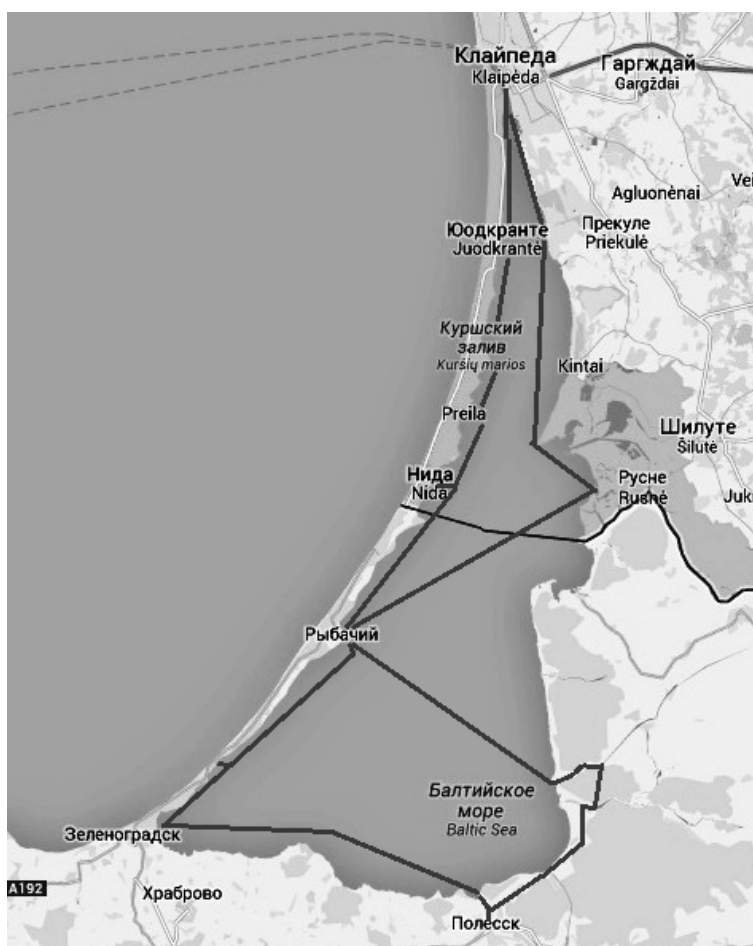 Клайпеда
Klaipėda
Гаргждай
Gargždai
Agluonėnai
Vei
Прекуле
Priekulė
Юодкранте
Juodkrantė
Куршский
залив
Kuršių marios
Kintai
Preila
Шилуте
Šilutė
Нида
Nida
Русне
Rusnė
Juk
Рыбачий
Балтийское
море
Baltic Sea
Зеленоградск
A192
Храброво
Полесск